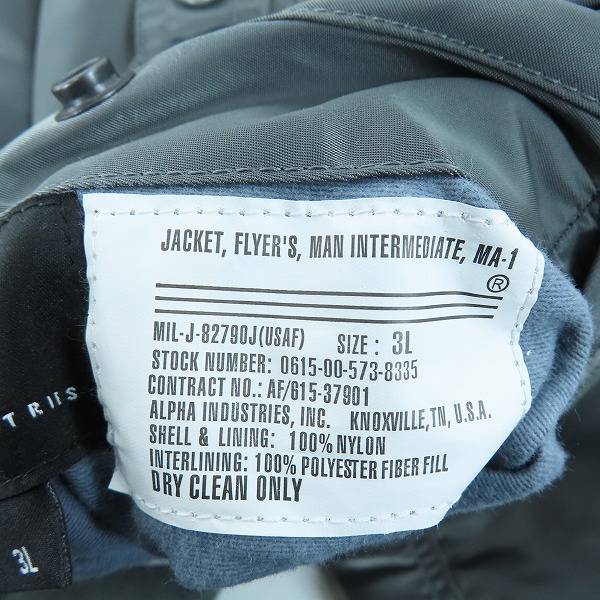 JACKET, FLYER'S, MAN INTERMEDIATE, MA-1
®
MIL-J-82790J(USAF) SIZE : 3L
STOCK NUMBER: 0615-00-573-8335
CONTRACT NO.: AF/615-37901
ALPHA INDUSTRIES, INC. KNOXVILLE,TN, U.S.A.
SHELL & LINING: 100% NYLON
INTERLINING: 100% POLYESTER FIBER FILL
DRY CLEAN ONLY
3L